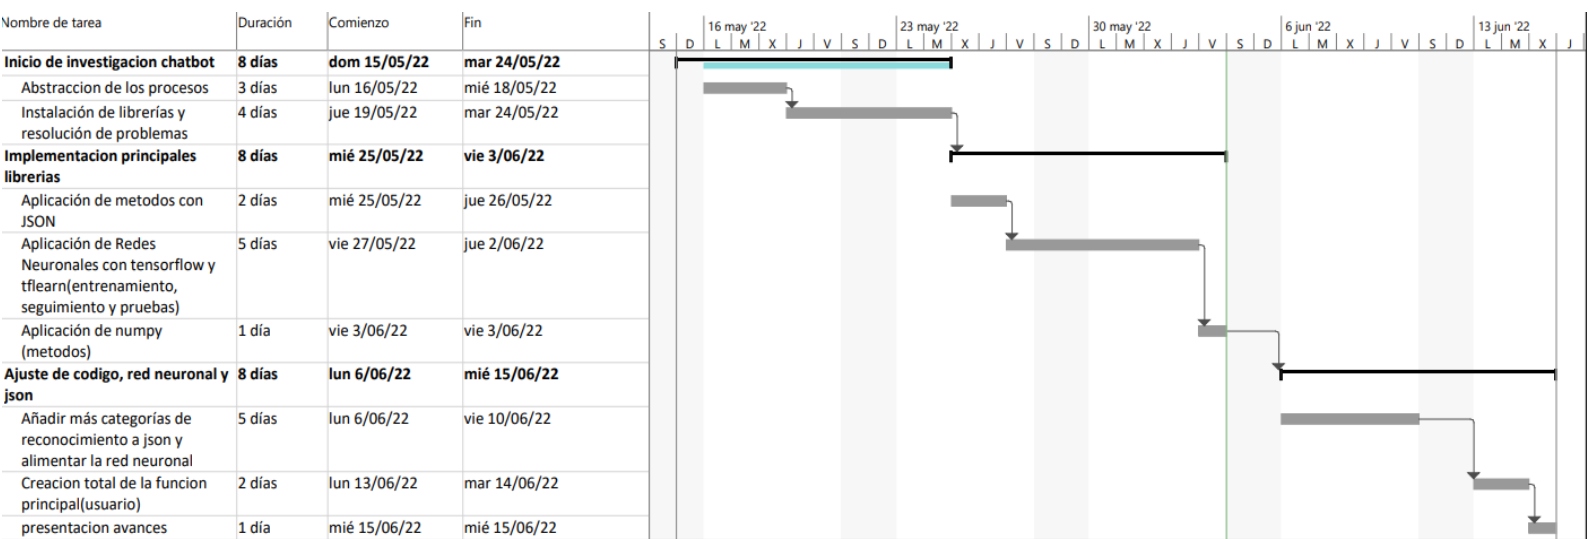 Nombre de tarea Duración Comienzo Fin
16 may '22 23 may '22 30 may '22 6 jun '22 13 jun '22
S D L M X J V S D L M X J V S D L M X J V S D L M X J V S D L M X J
Inicio de investigacion chatbot 8 días dom 15/05/22 mar 24/05/22
Abstraccion de los procesos 3 días lun 16/05/22 mié 18/05/22
Instalación de librerías y 4 días jue 19/05/22 mar 24/05/22
resolución de problemas
Implementacion principales 8 días mié 25/05/22 vie 3/06/22
librerias
Aplicación de metodos con 2 días mié 25/05/22 jue 26/05/22
JSON
Aplicación de Redes 5 días vie 27/05/22 jue 2/06/22
Neuronales con tensorflow y
tflearn(entrenamiento,
seguimiento y pruebas)
Aplicación de numpy 1 día vie 3/06/22 vie 3/06/22
(metodos)
Ajuste de codigo, red neuronal y 8 días lun 6/06/22 mié 15/06/22
json
Añadir más categorías de 5 días lun 6/06/22 vie 10/06/22
reconocimiento a json y
alimentar la red neuronal
Creacion total de la funcion 2 días lun 13/06/22 mar 14/06/22
principal(usuario)
presentacion avances 1 día mié 15/06/22 mié 15/06/22